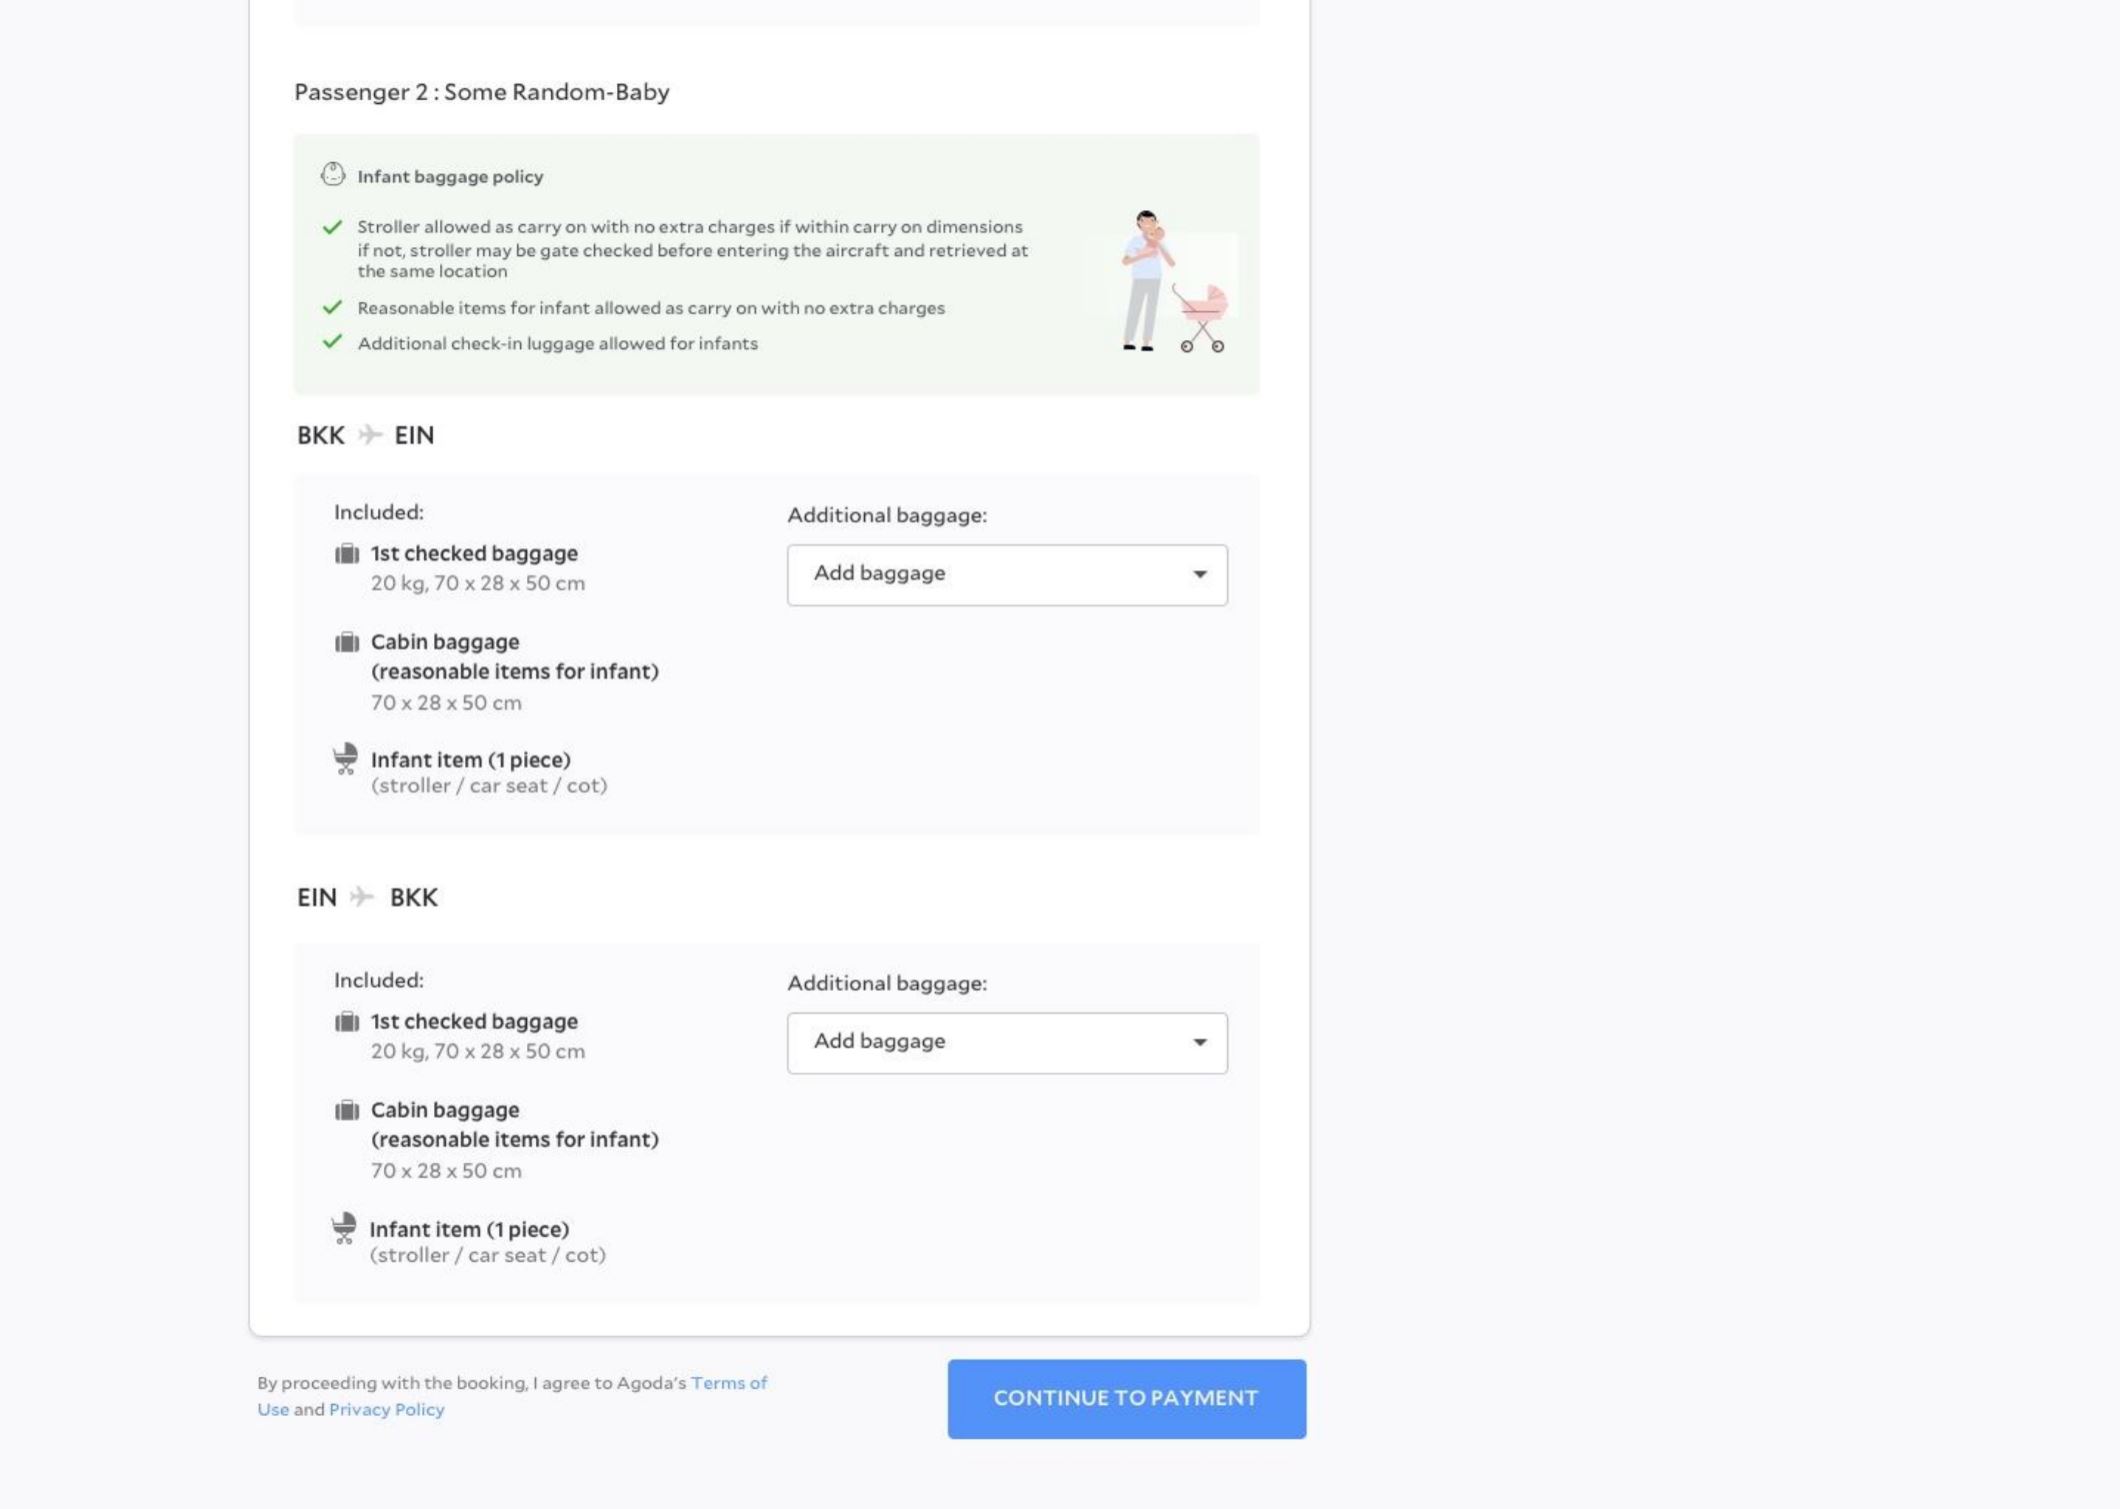 Passenger 2 : Some Random-Baby
Infant baggage policy
Stroller allowed as carry on with no extra charges if within carry on dimensions
if not, stroller may be gate checked before entering the aircraft and retrieved at
the same location
Reasonable items for infant allowed as carry on with no extra charges
Additional check-in luggage allowed for infants
BKK EIN
Included:
1st checked baggage
20 kg, 70 x 28 x 50 cm
Cabin baggage
(reasonable items for infant)
70 x 28 x 50 cm
Infant item (1 piece)
(stroller / car seat / cot)
Additional baggage:
Add baggage
EIN BKK
Included:
1st checked baggage
20 kg, 70 x 28 x 50 cm
Cabin baggage
(reasonable items for infant)
70 x 28 x 50 cm
Infant item (1 piece)
(stroller / car seat / cot)
Additional baggage:
Add baggage
By proceeding with the booking, I agree to Agoda's Terms of
Use and Privacy Policy
CONTINUE TO PAYMENT